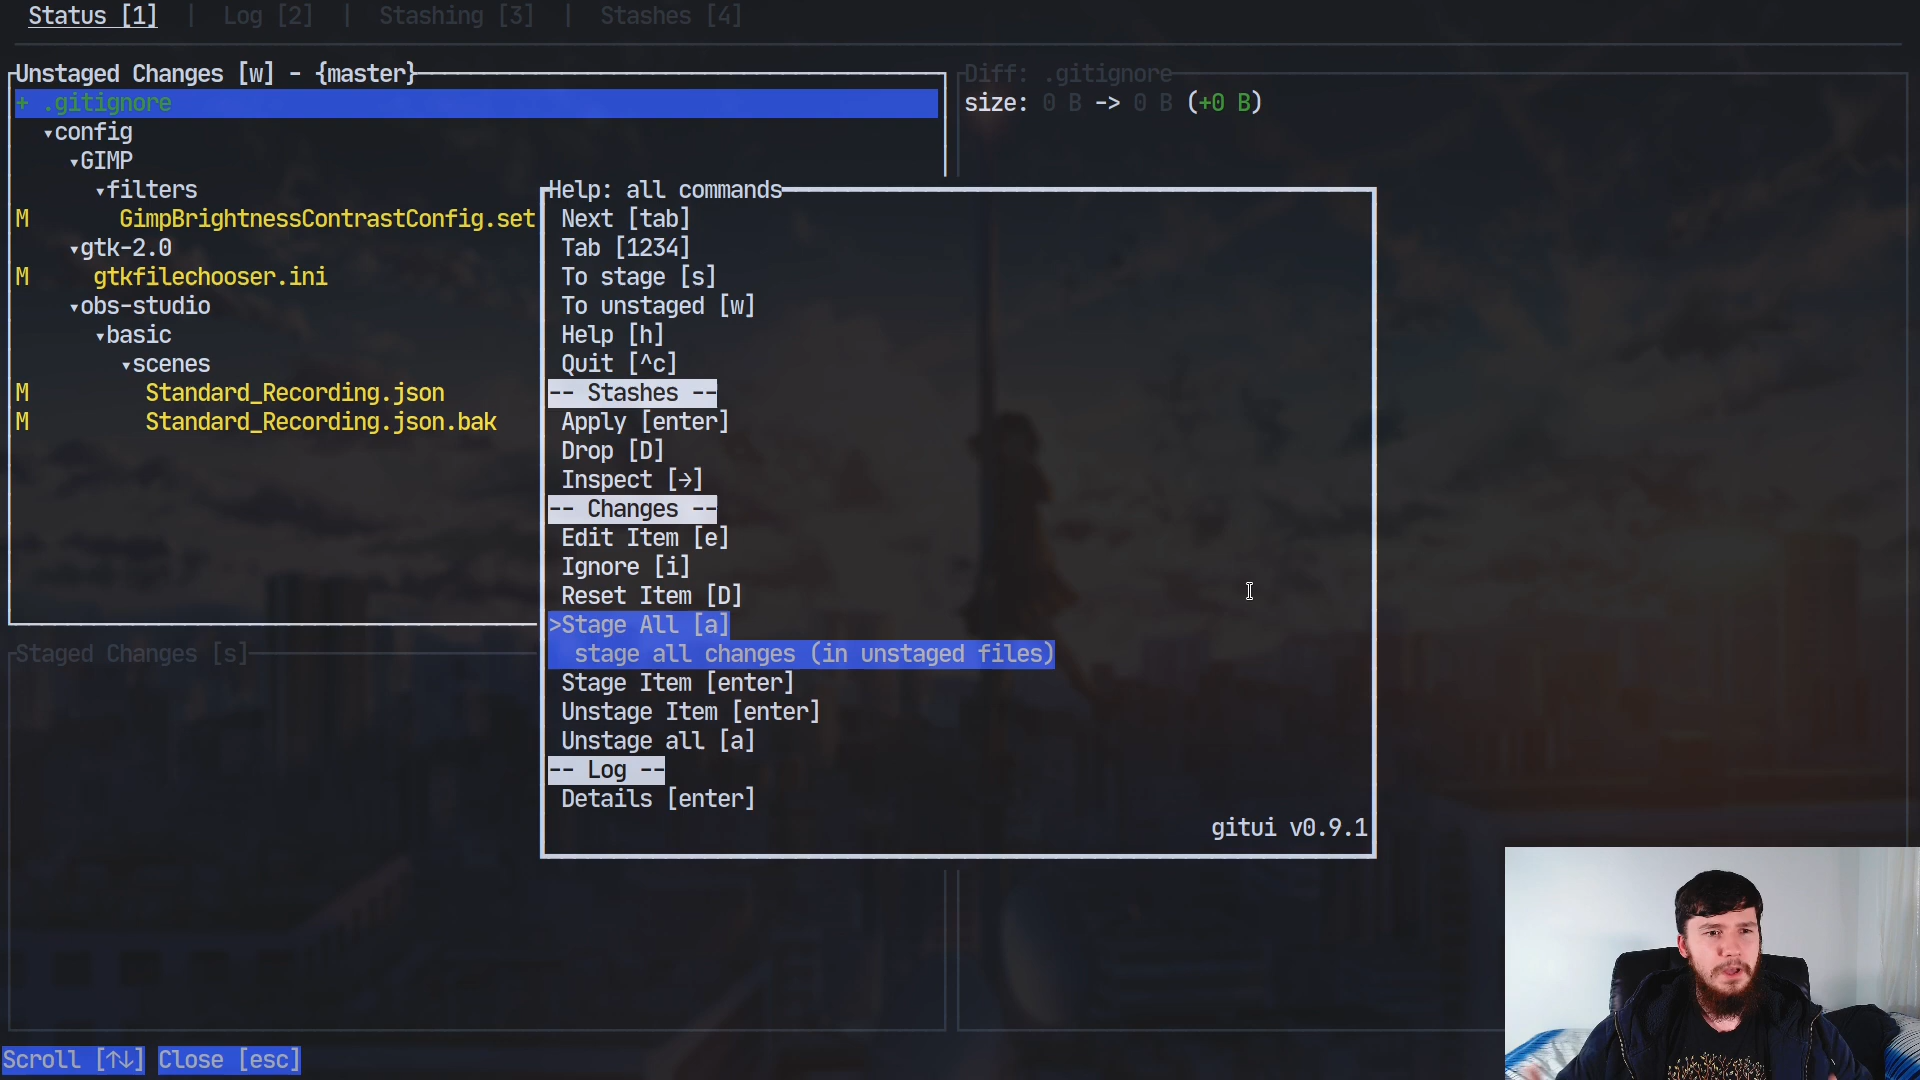 Status [1] | Log [2] | Stashing [3] | Stashes [4]
Unstaged Changes [w] - {master}
+ .gitignore
▾config
▾GIMP
▾filters
M GimpBrightnessContrastConfig.set
▾gtk-2.0
M gtkfilechooser.ini
▾obs-studio
▾basic
▾scenes
M Standard_Recording.json
M Standard_Recording.json.bak
Staged Changes [s]
Diff: .gitignore
size: 0 B -> 0 B (+0 B)
Help: all commands
Next [tab]
Tab [1234]
To stage [s]
To unstaged [w]
Help [h]
Quit [^c]
-- Stashes --
Apply [enter]
Drop [D]
Inspect [→]
-- Changes --
Edit Item [e]
Ignore [i]
Reset Item [D]
>Stage All [a]
stage all changes (in unstaged files)
Stage Item [enter]
Unstage Item [enter]
Unstage all [a]
-- Log --
Details [enter]
gitui v0.9.1
Scroll [↑↓] Close [esc]